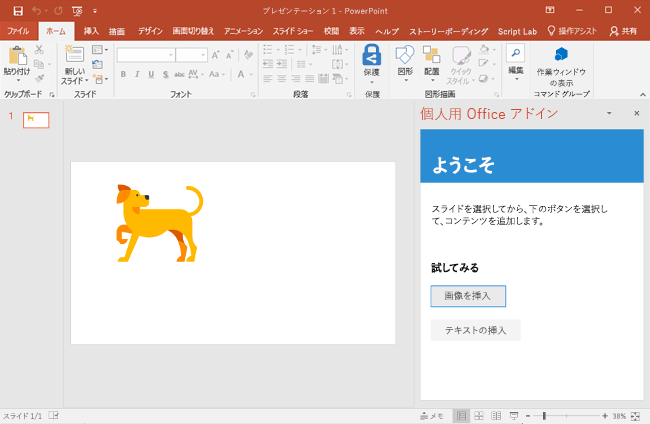 プレゼンテーション 1 - PowerPoint
ファイル ホーム 挿入 描画 デザイン 画面切り替え アニメーション スライド ショー 校閲 表示 ヘルプ ストーリーボーディング Script Lab 操作アシスト 共有
貼り付け 新しい スライド B I U S abc AV Aa A 保護 図形 配置 クイック スタイル 編集 作業ウィンドウ の表示
クリップボード スライド フォント 段落 保護 図形描画 コマンド グループ
1
個人用 Office アドイン
ようこそ
スライドを選択してから、下のボタンを選択し
て、コンテンツを追加します。
試してみる
画像を挿入
テキストの挿入
スライド 1/1 メモ 38%